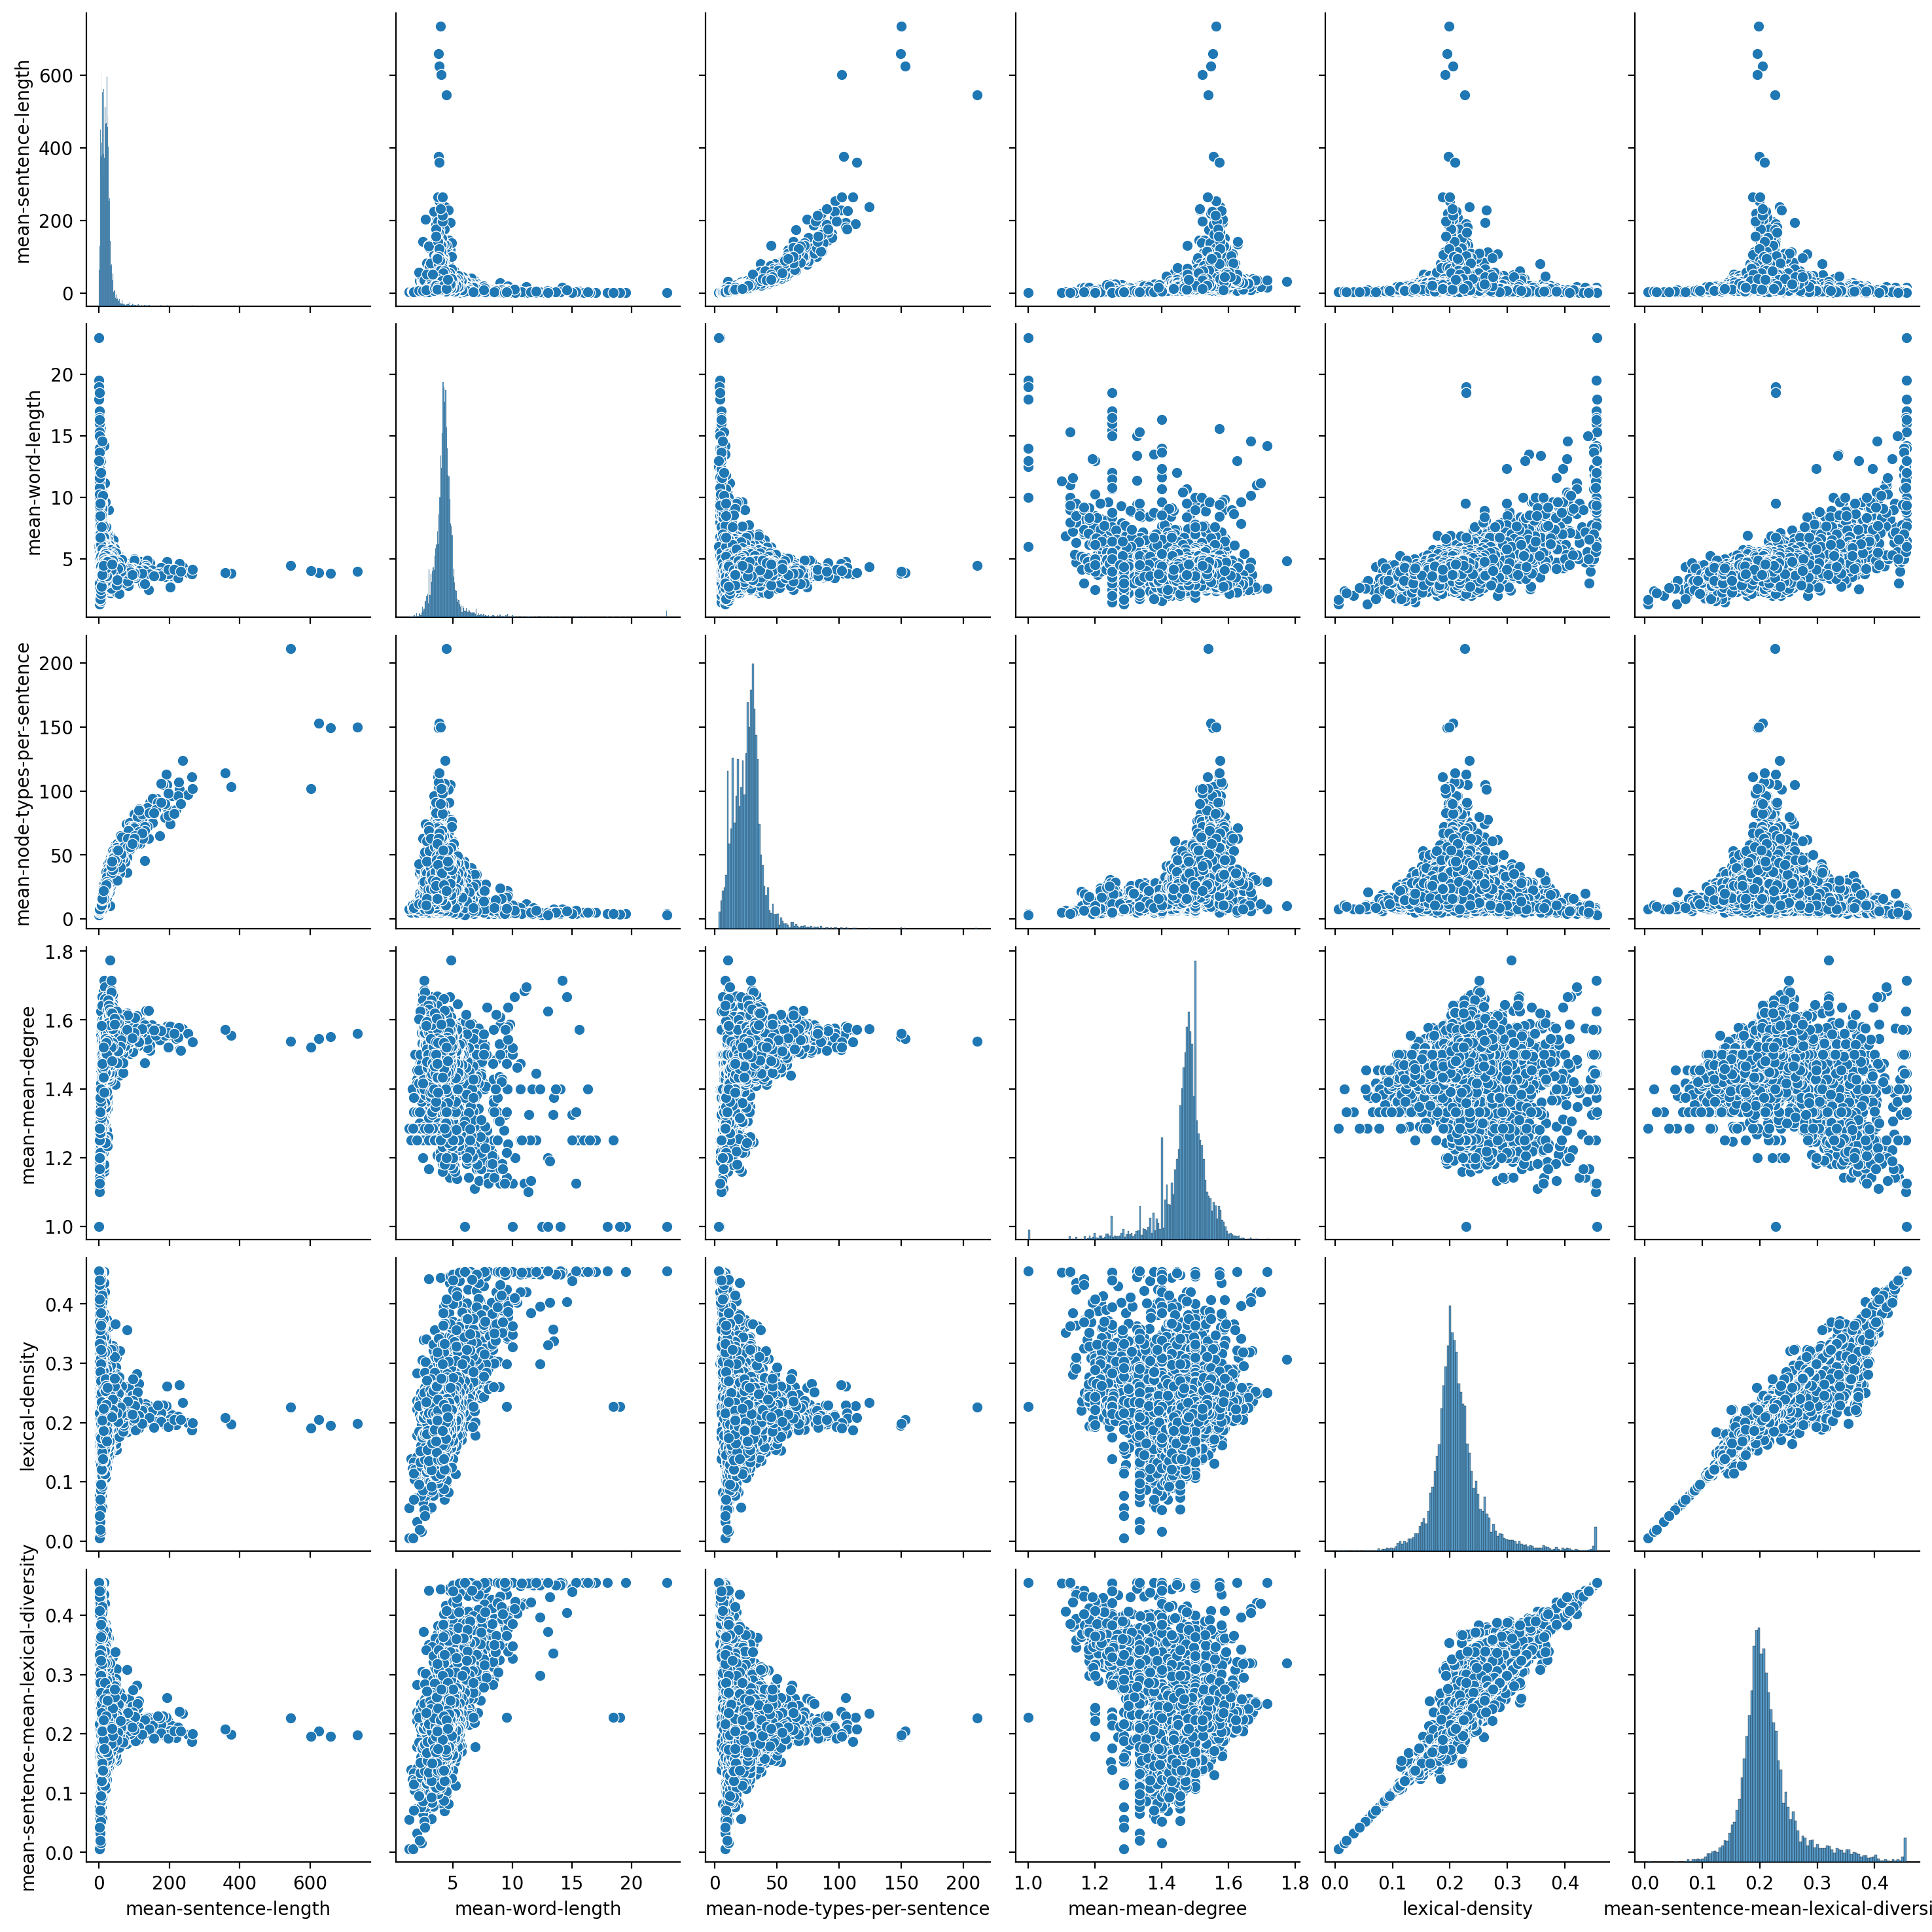 mean-sentence-length
600
400
200
0
mean-word-length
20
15
10
5
mean-node-types-per-sentence
200
150
100
50
0
mean-mean-degree
1.8
1.6
1.4
1.2
1.0
lexical-density
0.4
0.3
0.2
0.1
0.0
mean-sentence-mean-lexical-diversity
0.4
0.3
0.2
0.1
0.0
0 200 400 600
5 10 15 20
0 50 100 150 200
1.0 1.2 1.4 1.6 1.8
0.0 0.1 0.2 0.3 0.4
0.0 0.1 0.2 0.3 0.4
mean-sentence-length
mean-word-length
mean-node-types-per-sentence
mean-mean-degree
lexical-density
mean-sentence-mean-lexical-diversi